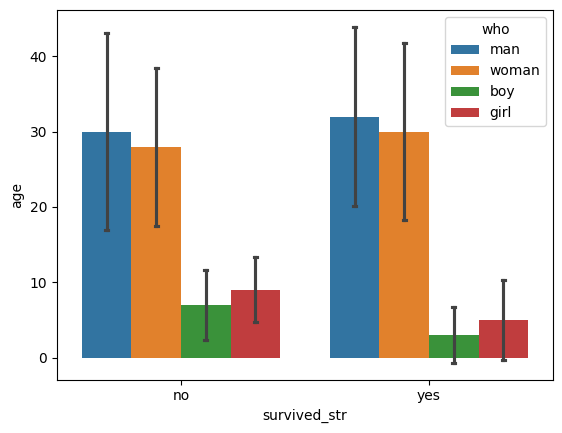 who
man
woman
boy
girl
40
30
20
10
0
age
no yes
survived_str